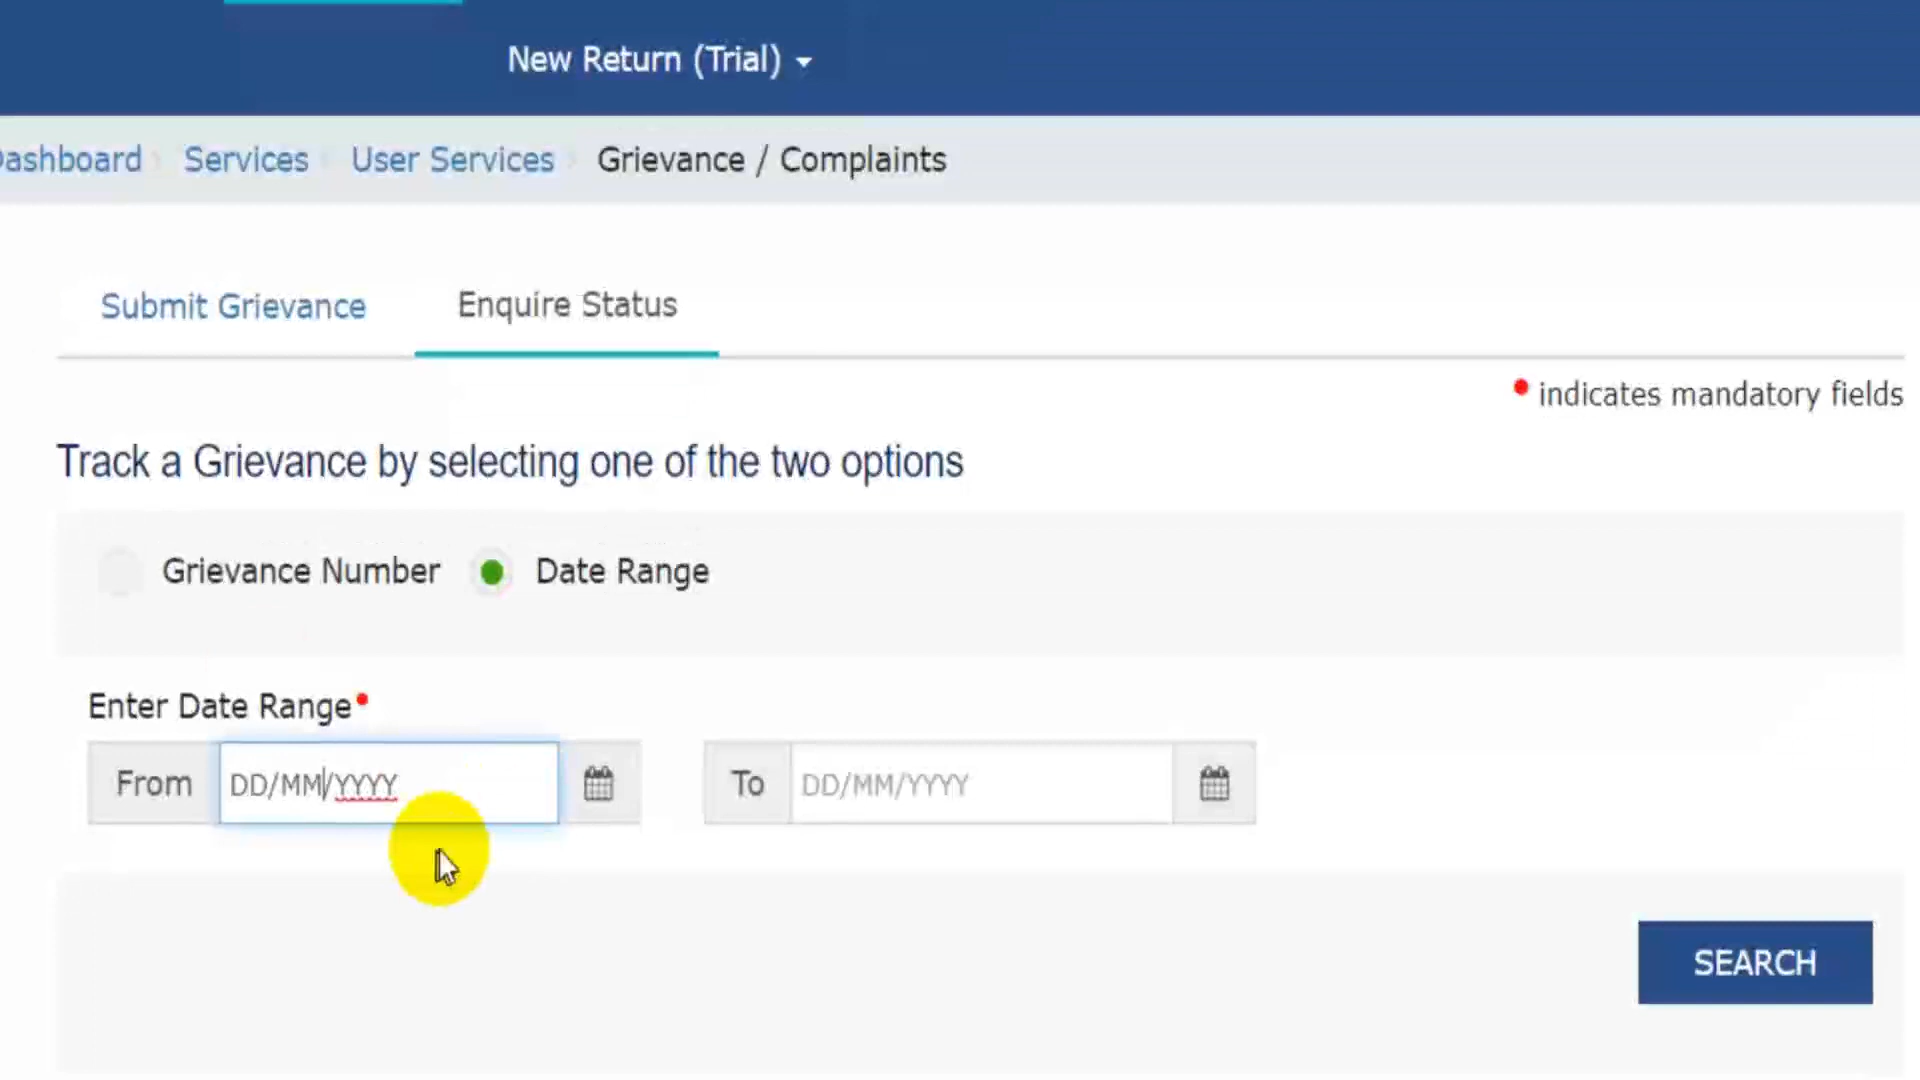 New Return (Trial)
Dashboard Services User Services Grievance / Complaints
Submit Grievance Enquire Status
indicates mandatory fields
Track a Grievance by selecting one of the two options
Grievance Number Date Range
Enter Date Range
From DD/MM/YYYY To DD/MM/YYYY
SEARCH